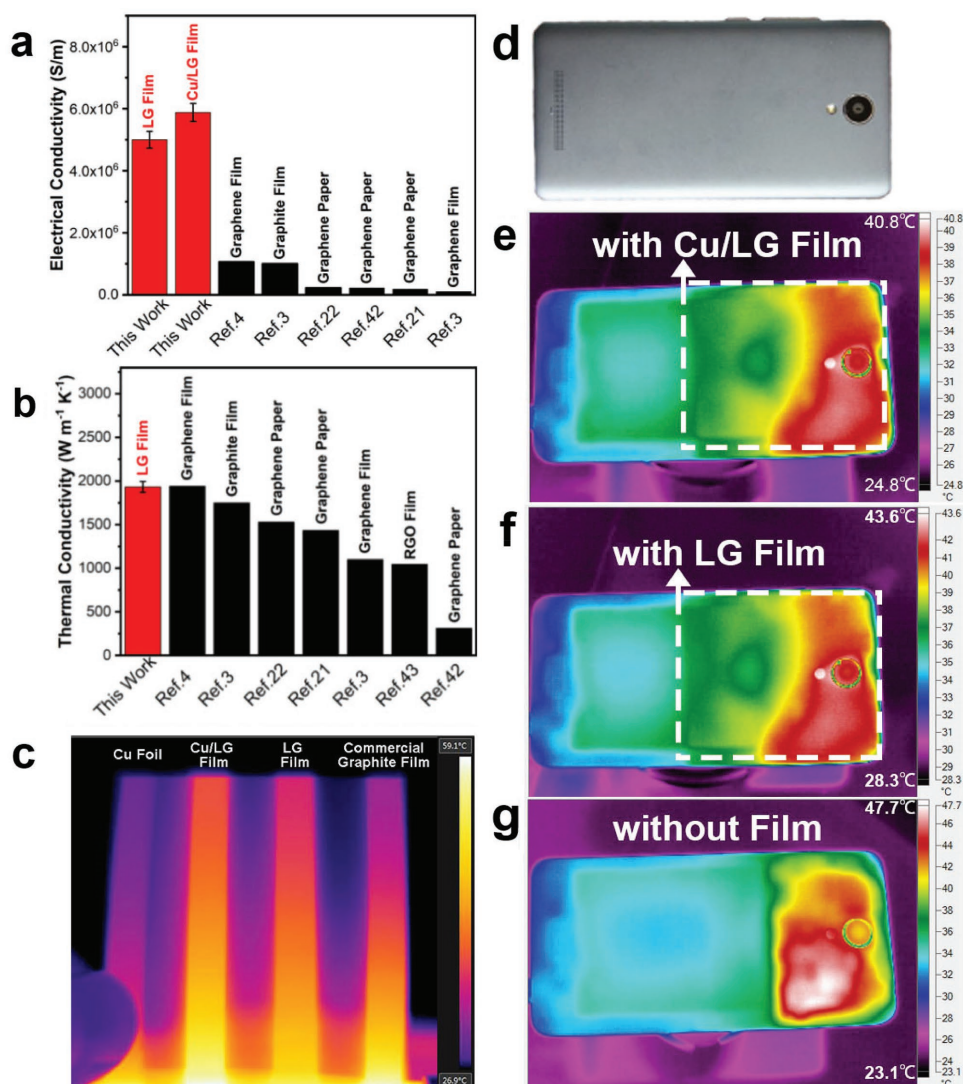 a
Electrical Conductivity (S/m)
8.0x10⁶
6.0x10⁶
4.0x10⁶
2.0x10⁶
0.0
LG Film
Cu/LG Film
Graphene Film
Graphite Film
Graphene Paper
Graphene Paper
Graphene Paper
Graphene Film
This Work
This Work
Ref.4
Ref.3
Ref.22
Ref.42
Ref.21
Ref.3
b
Thermal Conductivity (W m⁻¹ K⁻¹)
3000
2500
2000
1750
1500
1000
500
0
LG Film
Graphene Film
Graphite Film
Graphene Paper
Graphene Paper
Graphene Film
RGO Film
Graphene Paper
This Work
Ref.4
Ref.3
Ref.22
Ref.21
Ref.3
Ref.43
Ref.42
c
Cu Foil
Cu/LG Film
LG Film
Commercial Graphite Film
59.1°C
26.9°C
d
e
with Cu/LG Film
40.8°C
24.8°C
40.8
40
39
38
37
36
35
34
33
32
31
30
29
28
27
26
24.8
°C
f
with LG Film
43.6°C
28.3°C
43.6
42
41
40
39
38
37
36
35
34
33
32
31
30
29
28.3
°C
g
without Film
47.7°C
23.1°C
47.7
46
44
42
40
38
36
34
32
30
28
26
24
23.1
°C